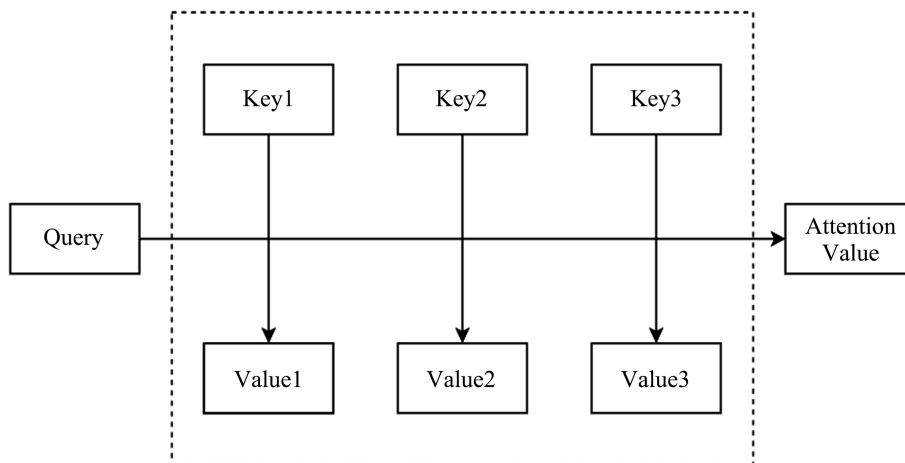 Key1
Key2
Key3
Query
Attention
Value
Value1
Value2
Value3